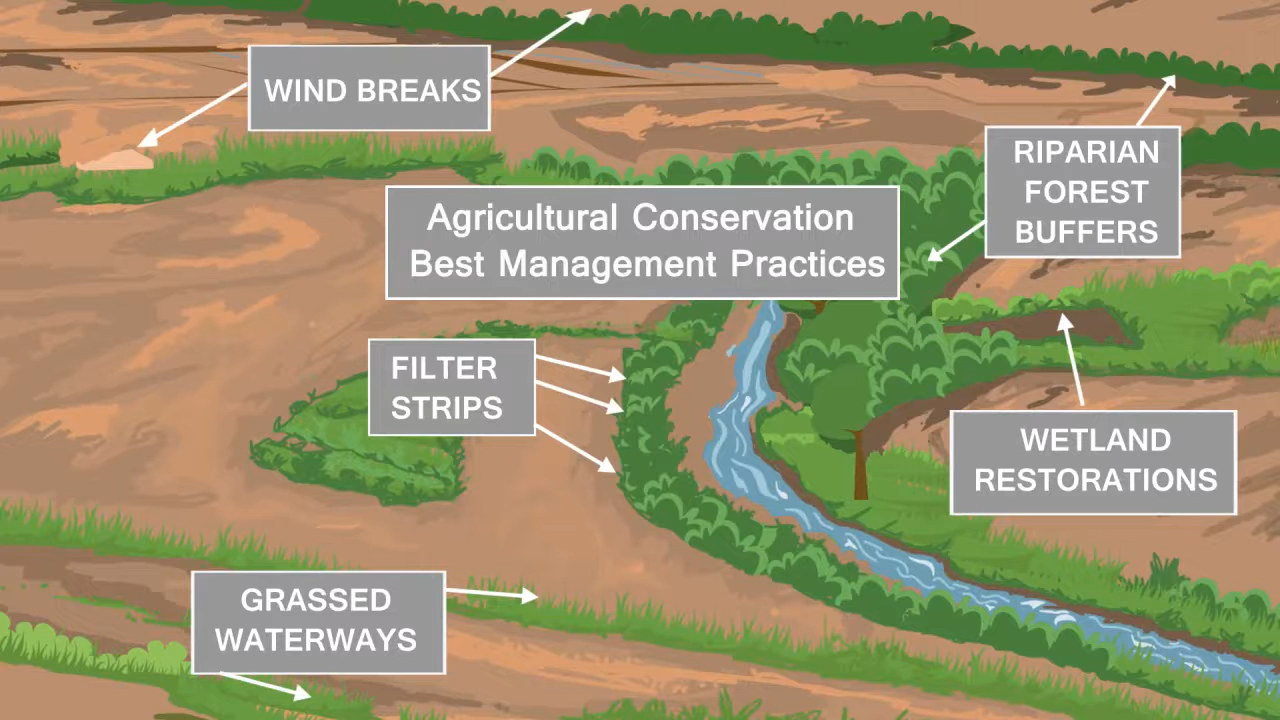 WIND BREAKS
RIPARIAN
FOREST
BUFFERS
Agricultural Conservation
Best Management Practices
FILTER
STRIPS
WETLAND
RESTORATIONS
GRASSED
WATERWAYS